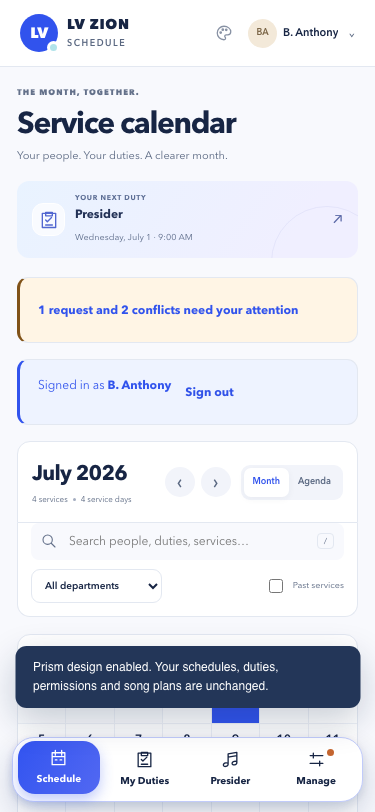 LV
LV ZION
SCHEDULE
BA
B. Anthony
THE MONTH, TOGETHER.
Service calendar
Your people. Your duties. A clearer month.
YOUR NEXT DUTY
Presider
Wednesday, July 1 · 9:00 AM
1 request and 2 conflicts need your attention
Signed in as B. Anthony Sign out
July 2026
4 services • 4 service days
Month
Agenda
Search people, duties, services…
/
All departments
Past services
Prism design enabled. Your schedules, duties,
permissions and song plans are unchanged.
Schedule
My Duties
Presider
Manage